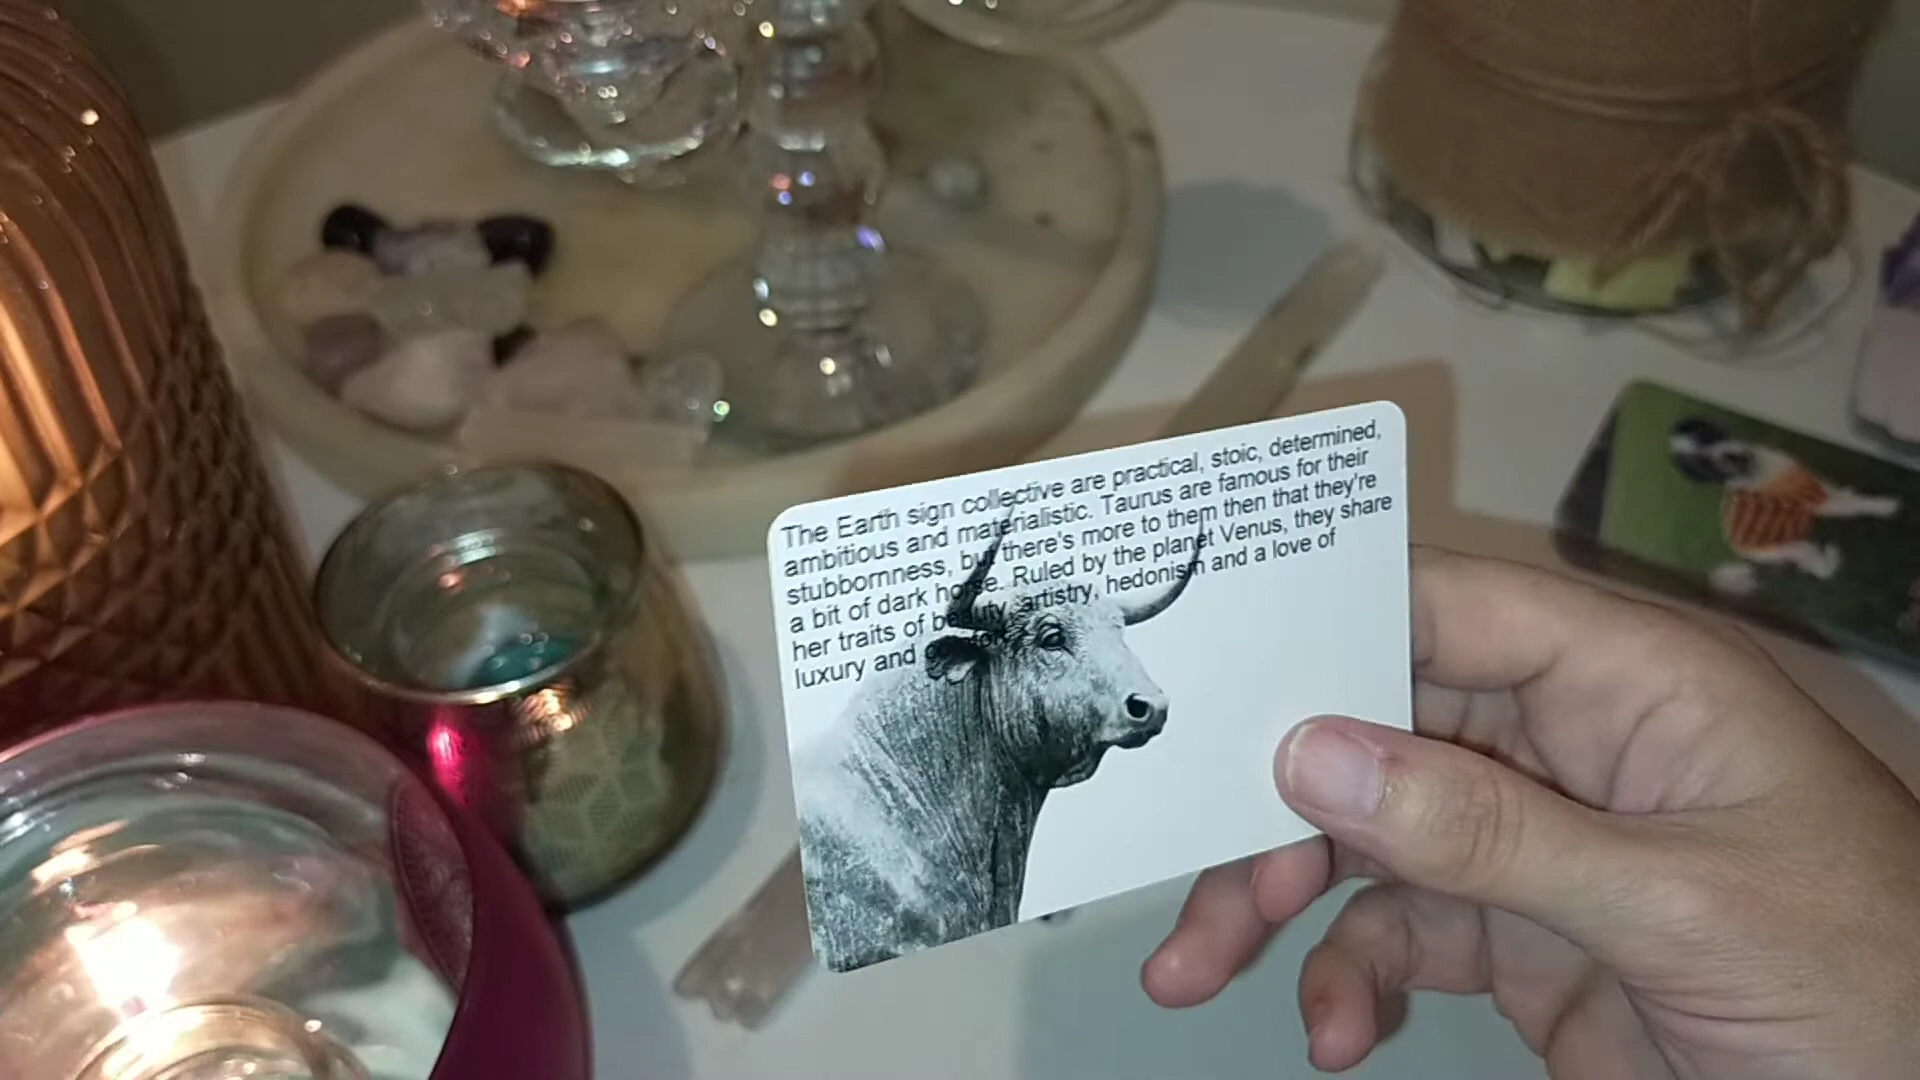 The Earth sign collective are practical, stoic, determined,
ambitious and materialistic. Taurus are famous for their
stubbornness, but there's more to them then that they're
a bit of dark horse. Ruled by the planet Venus, they share
her traits of beauty, artistry, hedonism and a love of
luxury and